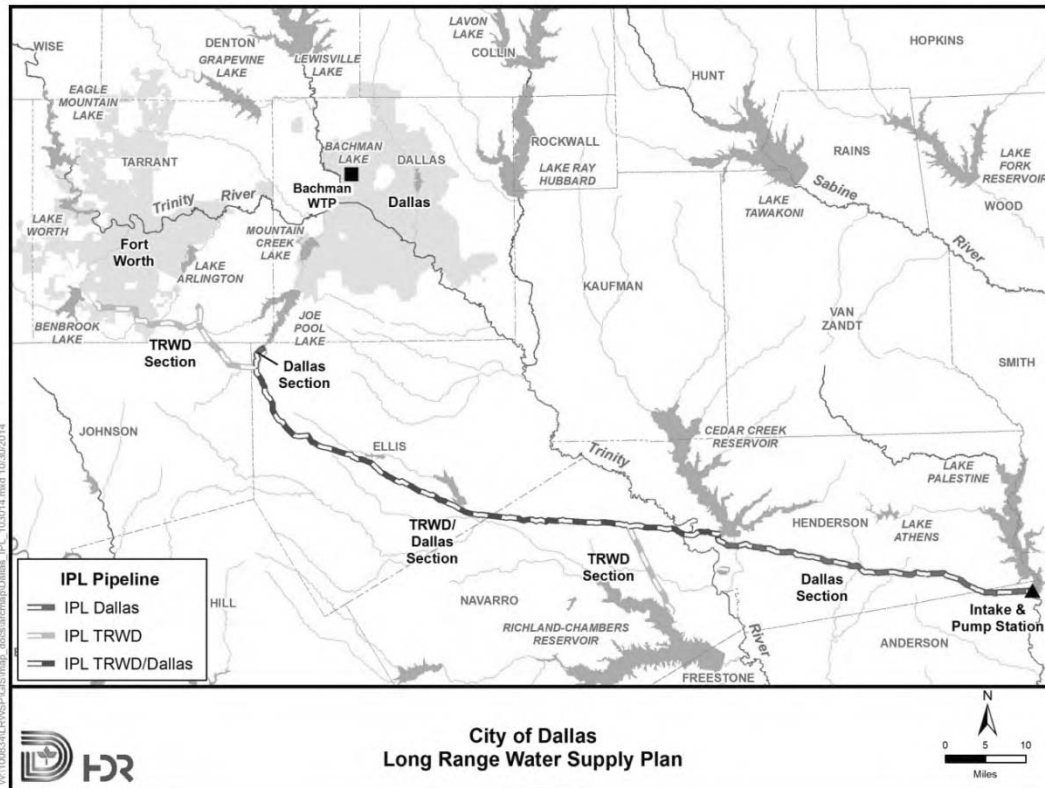 WISE
DENTON
GRAPEVINE
LAKE
LEWISVILLE
LAKE
LAVON
LAKE
COLLIN
HUNT
HOPKINS
EAGLE
MOUNTAIN
LAKE
TARRANT
BACHMAN
LAKE
DALLAS
ROCKWALL
LAKE RAY
HUBBARD
RAINS
LAKE
FORK
RESERVOIR
WOOD
Trinity
River
Bachman
WTP
Dallas
LAKE
TAWAKONI
Sabine
River
LAKE
WORTH
Fort
Worth
LAKE
ARLINGTON
MOUNTAIN
CREEK
LAKE
KAUFMAN
VAN
ZANDT
SMITH
BENBROOK
LAKE
TRWD
Section
JOE
POOL
LAKE
Dallas
Section
JOHNSON
ELLIS
CEDAR CREEK
RESERVOIR
Trinity
LAKE
PALESTINE
HENDERSON
LAKE
ATHENS
TRWD/
Dallas
Section
TRWD
Section
Dallas
Section
Intake &
Pump Station
HILL
NAVARRO
RICHLAND-CHAMBERS
RESERVOIR
River
ANDERSON
FREESTONE
IPL Pipeline
IPL Dallas
IPL TRWD
IPL TRWD/Dallas
HDR
City of Dallas
Long Range Water Supply Plan
N
0 5 10
Miles